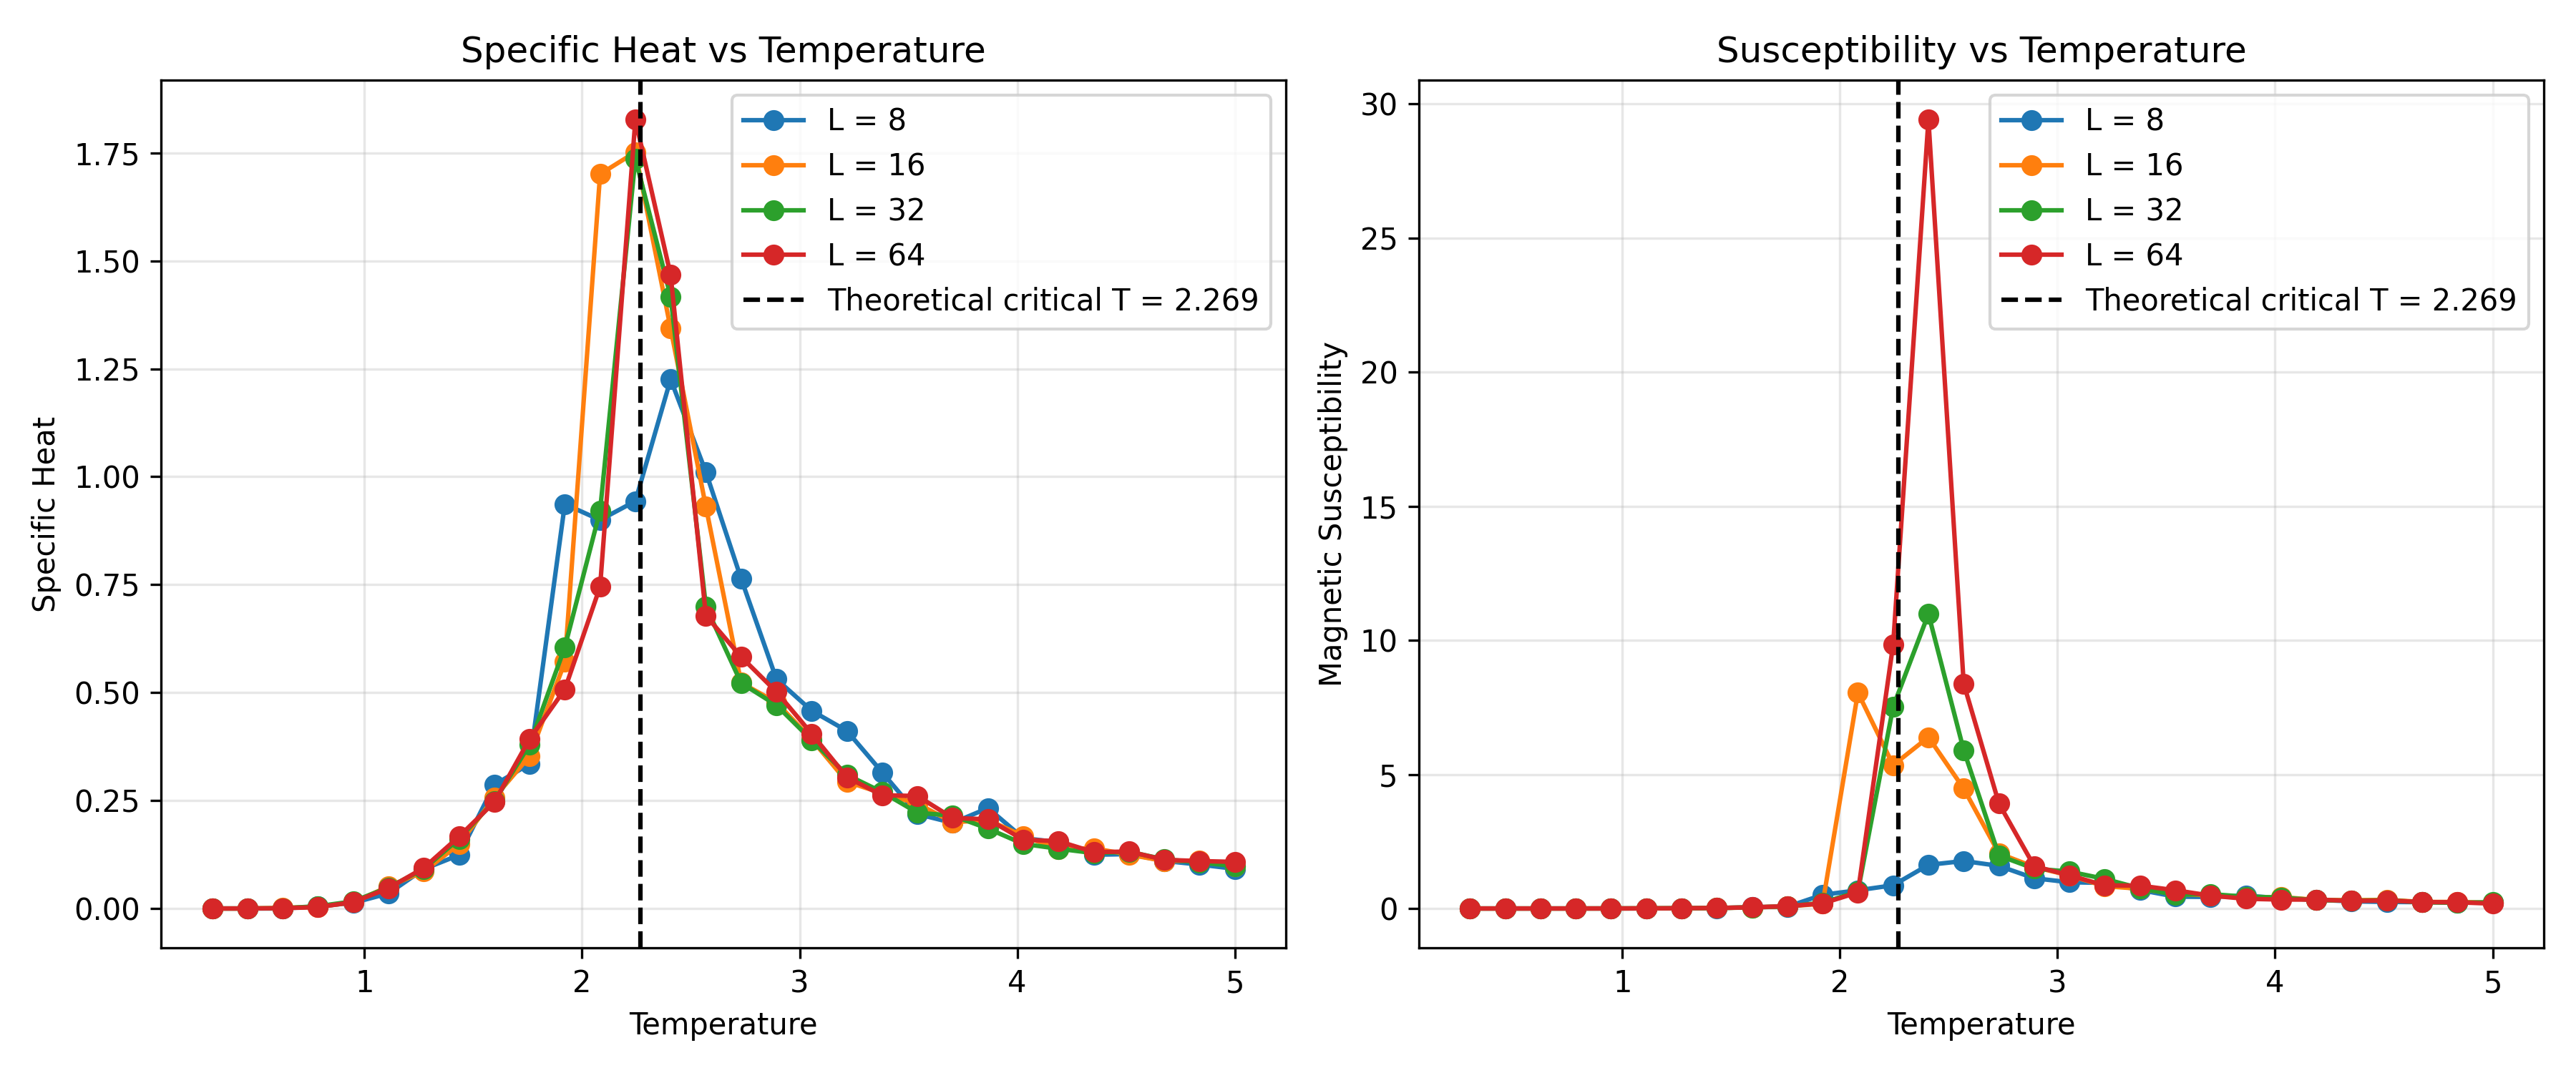 Specific Heat vs Temperature
Specific Heat
1.75
1.50
1.25
1.00
0.75
0.50
0.25
0.00
1
2
3
4
5
Temperature
L = 8
L = 16
L = 32
L = 64
Theoretical critical T = 2.269
Susceptibility vs Temperature
Magnetic Susceptibility
30
25
20
15
10
5
0
1
2
3
4
5
Temperature
L = 8
L = 16
L = 32
L = 64
Theoretical critical T = 2.269